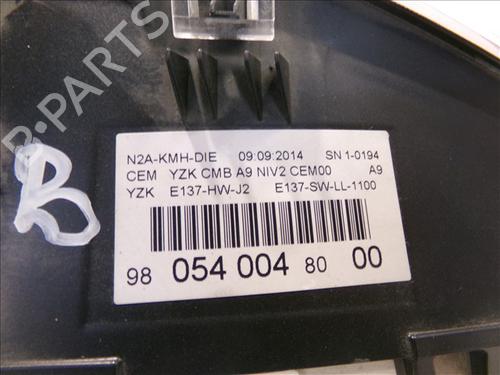 B-PARTS
B
N2A-KMH-DIE 09:09:2014 SN 1-0194
CEM YZK CMB A9 NIV2 CEM00 A9
YZK E137-HW-J2 E137-SW-LL-1100
98 054 004 80 00